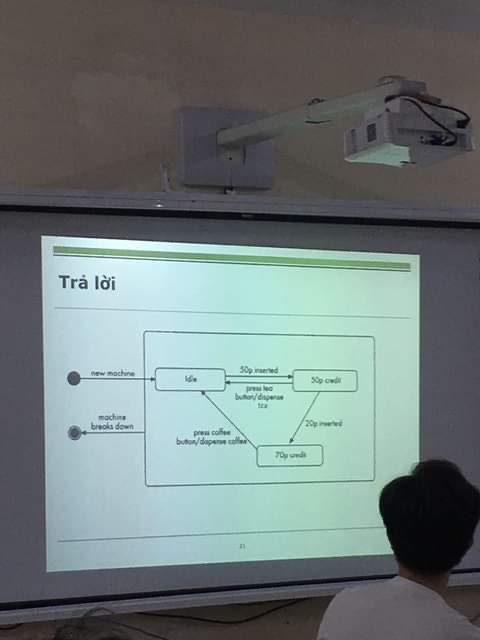 Trả lời
new machine
Idle
50p inserted
press tea
button/dispense
tea
50p credit
machine
breaks down
press coffee
button/dispense coffee
20p inserted
70p credit
21